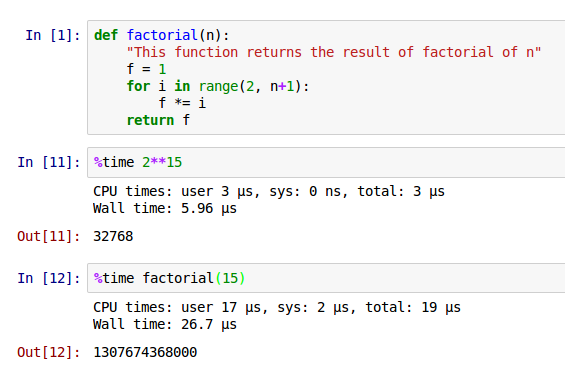 In [1]: def factorial(n):
    "This function returns the result of factorial of n"
    f = 1
    for i in range(2, n+1):
        f *= i
    return f
In [11]: %time 2**15
CPU times: user 3 µs, sys: 0 ns, total: 3 µs
Wall time: 5.96 µs
Out[11]: 32768
In [12]: %time factorial(15)
CPU times: user 17 µs, sys: 2 µs, total: 19 µs
Wall time: 26.7 µs
Out[12]: 1307674368000